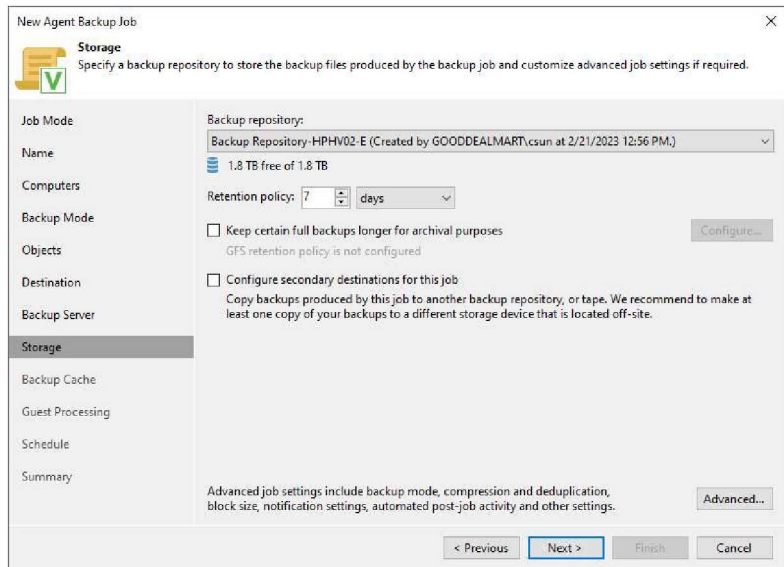 New Agent Backup Job
Storage
Specify a backup repository to store the backup files produced by the backup job and customize advanced job settings if required.
Job Mode
Name
Computers
Backup Mode
Objects
Destination
Backup Server
Storage
Backup Cache
Guest Processing
Schedule
Summary
Backup repository:
Backup Repository-HPHV02-E (Created by GOODDEALMART\csun at 2/21/2023 12:56 PM.)
1.8 TB free of 1.8 TB
Retention policy: 7 days
Keep certain full backups longer for archival purposes
Configure...
GFS retention policy is not configured
Configure secondary destinations for this job
Copy backups produced by this job to another backup repository, or tape. We recommend to make at
least one copy of your backups to a different storage device that is located off-site.
Advanced job settings include backup mode, compression and deduplication,
block size, notification settings, automated post-job activity and other settings.
Advanced...
< Previous
Next >
Finish
Cancel